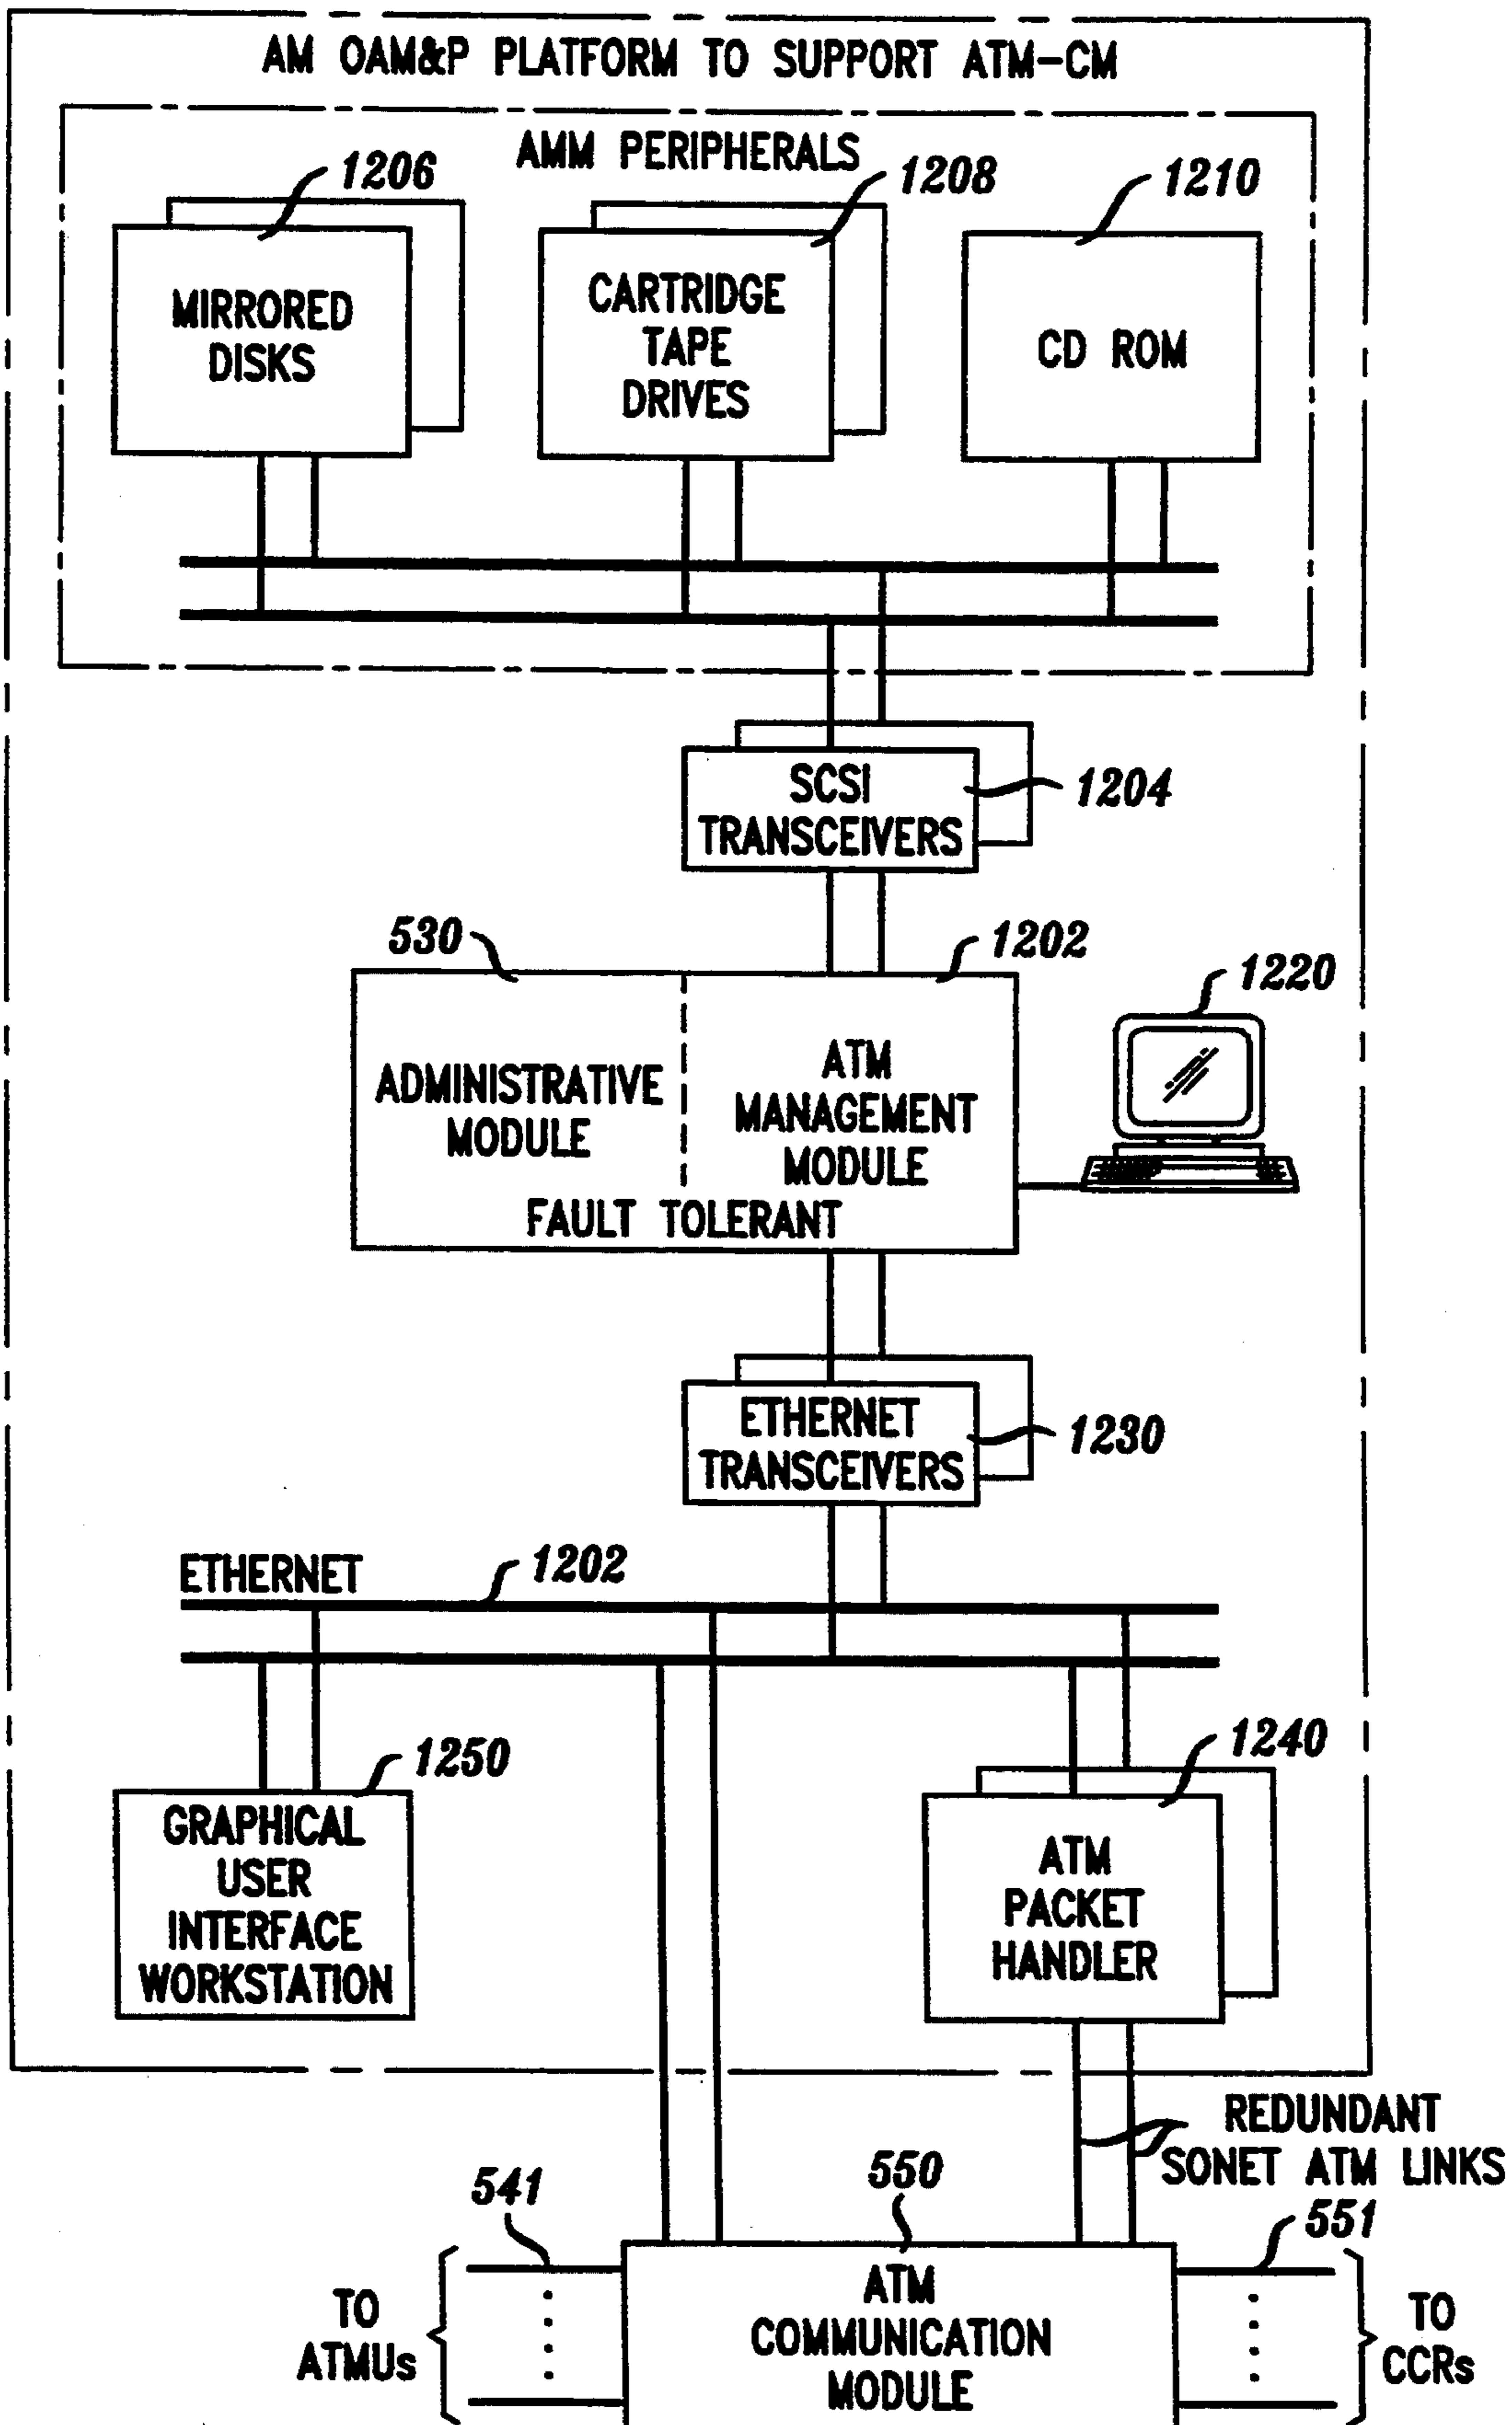 AM OAM&P PLATFORM TO SUPPORT ATM-CM
AMM PERIPHERALS
1206
1208
1210
MIRRORED
DISKS
CARTRIDGE
TAPE
DRIVES
CD ROM
SCSI
TRANSCEIVERS
1204
530
1202
1220
ADMINISTRATIVE
MODULE
ATM
MANAGEMENT
MODULE
FAULT TOLERANT
ETHERNET
TRANSCEIVERS
1230
ETHERNET
1202
1250
1240
GRAPHICAL
USER
INTERFACE
WORKSTATION
ATM
PACKET
HANDLER
REDUNDANT
SONET ATM LINKS
541
550
551
TO
ATMUs
ATM
COMMUNICATION
MODULE
TO
CCRs